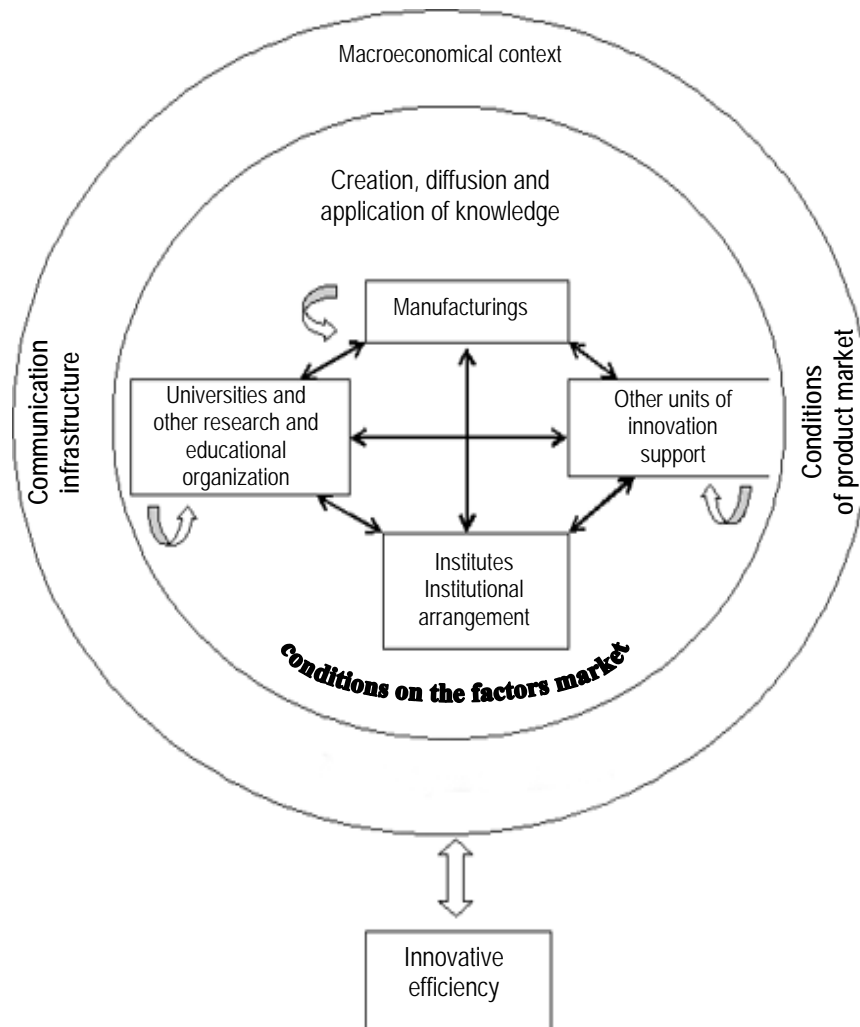 Macroeconomical context
Creation, diffusion and
application of knowledge
Manufacturings
Communication
infrastructure
Universities and
other research and
educational
organization
Other units of
innovation
support
Conditions
of product market
Institutes
Institutional
arrangement
conditions on the factors market
Innovative
efficiency